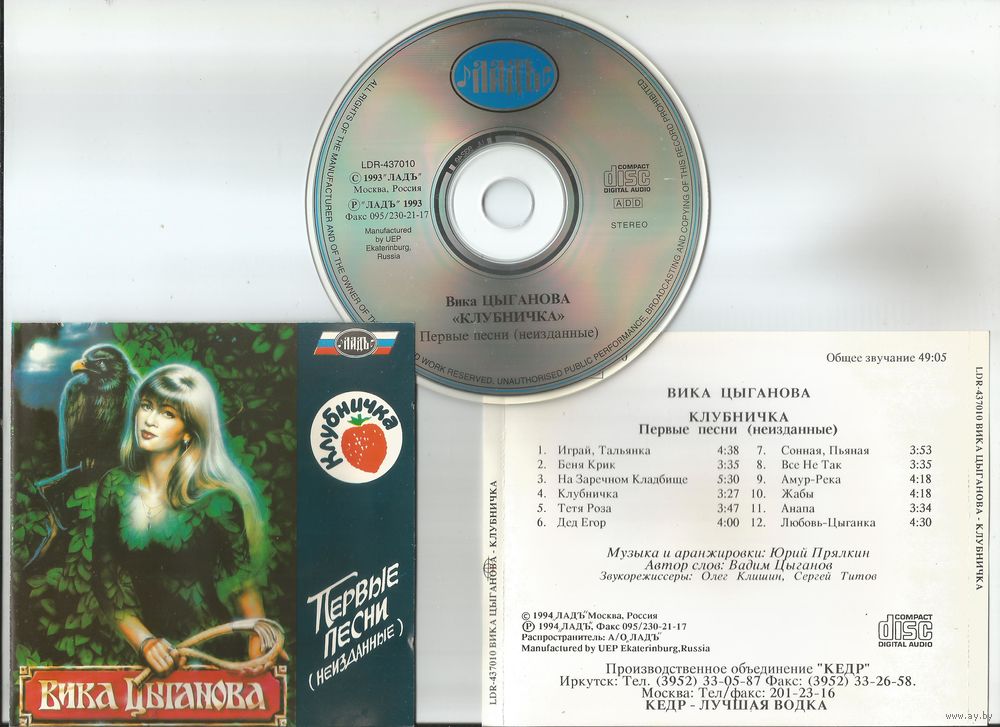 ЛАДЪ
ALL RIGHTS OF THE MANUFACTURER AND OF THE OWNER OF THE
D WORK RESERVED. UNAUTHORISED PUBLIC PERFORMANCE, BROADCASTING AND COPYING OF THIS RECORD PROHIBITED
LDR-437010
© 1993 "ЛАДЪ"
Москва, Россия
Ⓟ "ЛАДЪ" 1993
Факс 095/230-21-17
Manufactured
by UEP
Ekaterinburg,
Russia
COMPACT
disc
DIGITAL AUDIO
ADD
STEREO
Вика ЦЫГАНОВА
«КЛУБНИЧКА»
Первые песни (неизданные)
ЛАДЪ
Клубничка
Первые
песни
(неизданные)
Вика Цыганова
LDR-437010 ВИКА ЦЫГАНОВА - КЛУБНИЧКА
Общее звучание 49:05
ВИКА ЦЫГАНОВА
КЛУБНИЧКА
Первые песни (неизданные)
1. Играй, Тальянка 4:38 7. Сонная, Пьяная 3:53
2. Беня Крик 3:35 8. Все Не Так 3:35
3. На Заречном Кладбище 5:30 9. Амур-Река 4:18
4. Клубничка 3:27 10. Жабы 4:18
5. Тетя Роза 3:47 11. Анапа 3:34
6. Дед Егор 4:00 12. Любовь-Цыганка 4:30
Музыка и аранжировки: Юрий Прялкин
Автор слов: Вадим Цыганов
Звукорежиссеры: Олег Клишин, Сергей Титов
© 1994 „ЛАДЪ" Москва, Россия
Ⓟ 1994 „ЛАДЪ", Факс 095/230-21-17
Распространитель: А/О „ЛАДЪ"
Manufactured by UEP Ekaterinburg,Russia
COMPACT
disc
DIGITAL AUDIO
Производственное объединение "КЕДР"
Иркутск: Тел. (3952) 33-05-87 Факс: (3952) 33-26-58.
Москва: Тел/факс: 201-23-16
КЕДР - ЛУЧШАЯ ВОДКА
LDR-437010 ВИКА ЦЫГАНОВА - КЛУБНИЧКА
www.ay.by